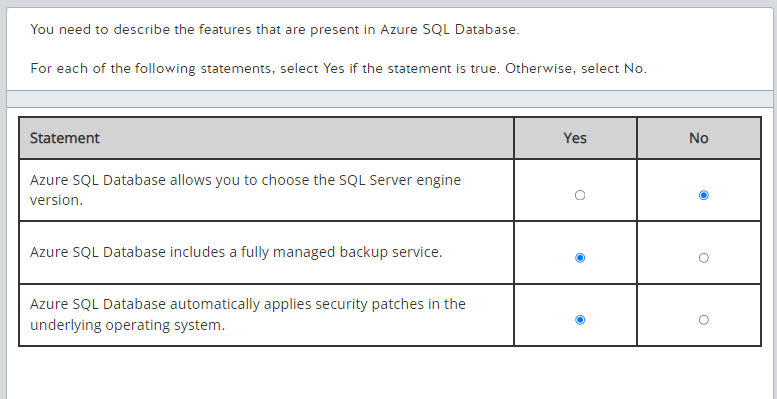 You need to describe the features that are present in Azure SQL Database.
For each of the following statements, select Yes if the statement is true. Otherwise, select No.
Statement Yes No
Azure SQL Database allows you to choose the SQL Server engine
version.
Azure SQL Database includes a fully managed backup service.
Azure SQL Database automatically applies security patches in the
underlying operating system.